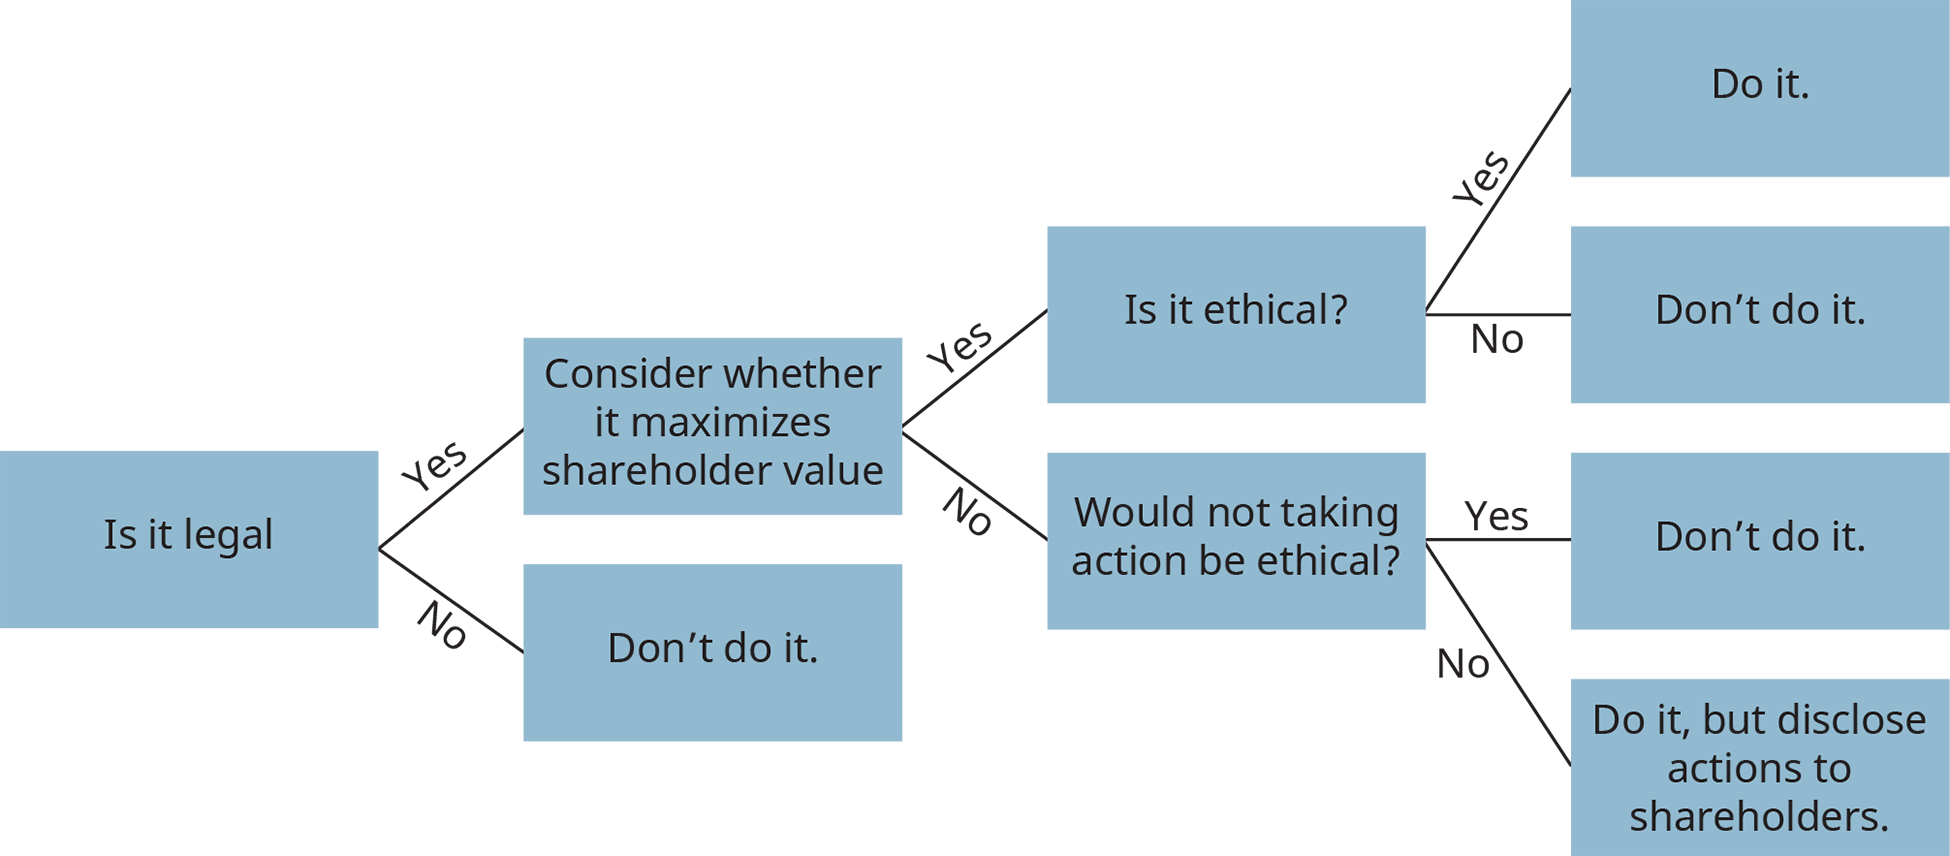 Is it legal
Yes
No
Consider whether
it maximizes
shareholder value
Don’t do it.
Yes
No
Is it ethical?
Would not taking
action be ethical?
Yes
No
Yes
No
Do it.
Don’t do it.
Don’t do it.
Do it, but disclose
actions to
shareholders.